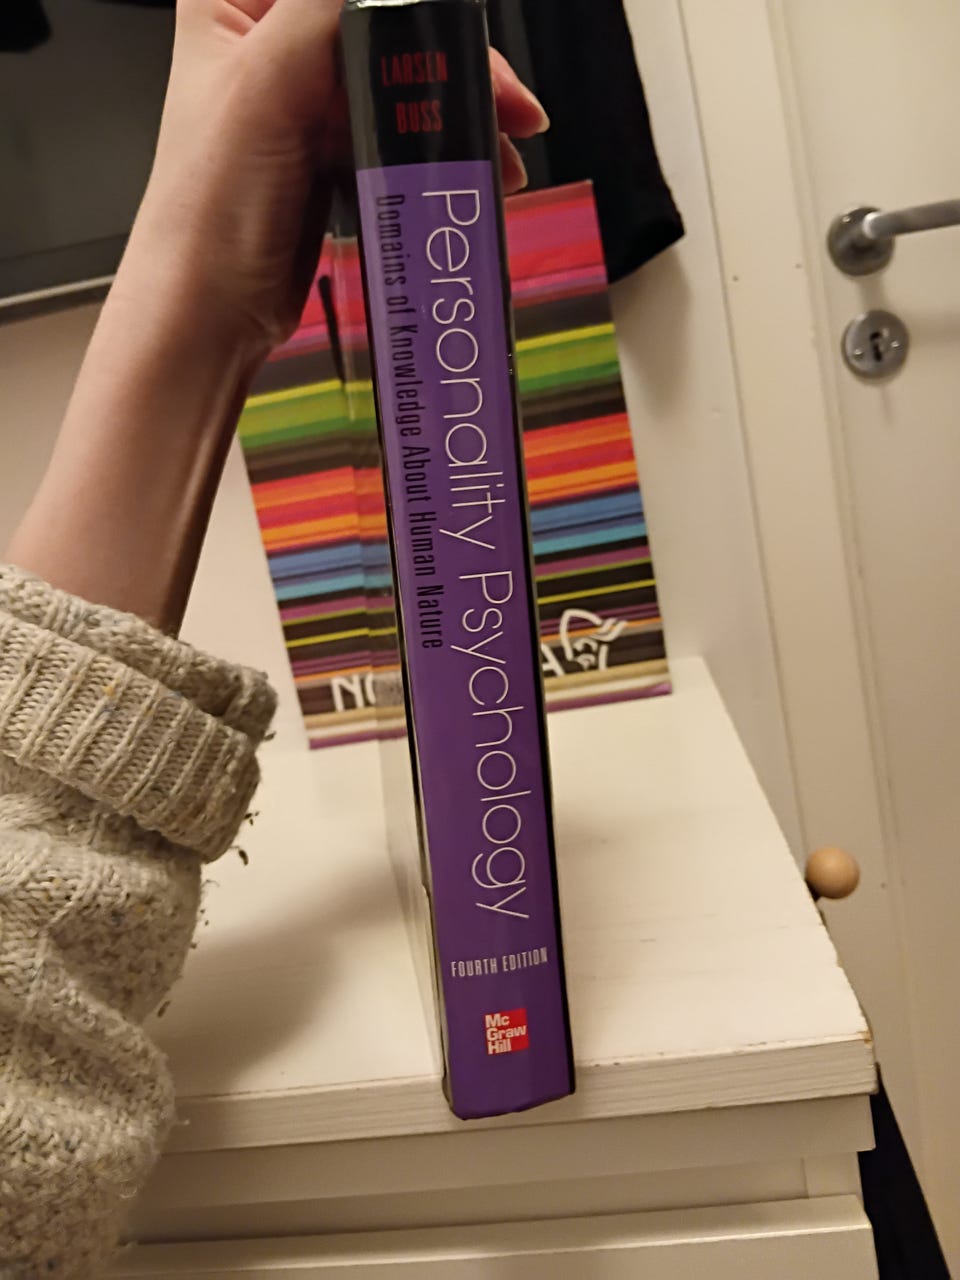 LARSEN
BUSS
Personality Psychology
Domains of Knowledge About Human Nature
FOURTH EDITION
Mc
Graw
Hill